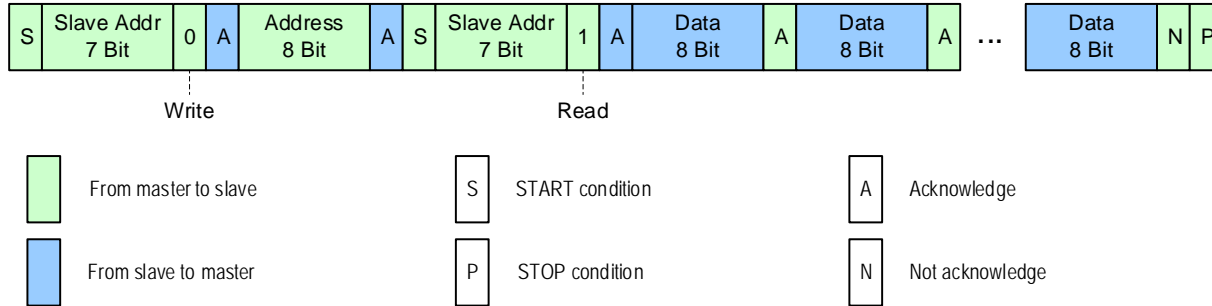 S Slave Addr 7 Bit 0 A Address 8 Bit A S Slave Addr 7 Bit 1 A Data 8 Bit A Data 8 Bit A ... Data 8 Bit N P
Write Read
From master to slave S START condition A Acknowledge
From slave to master P STOP condition N Not acknowledge